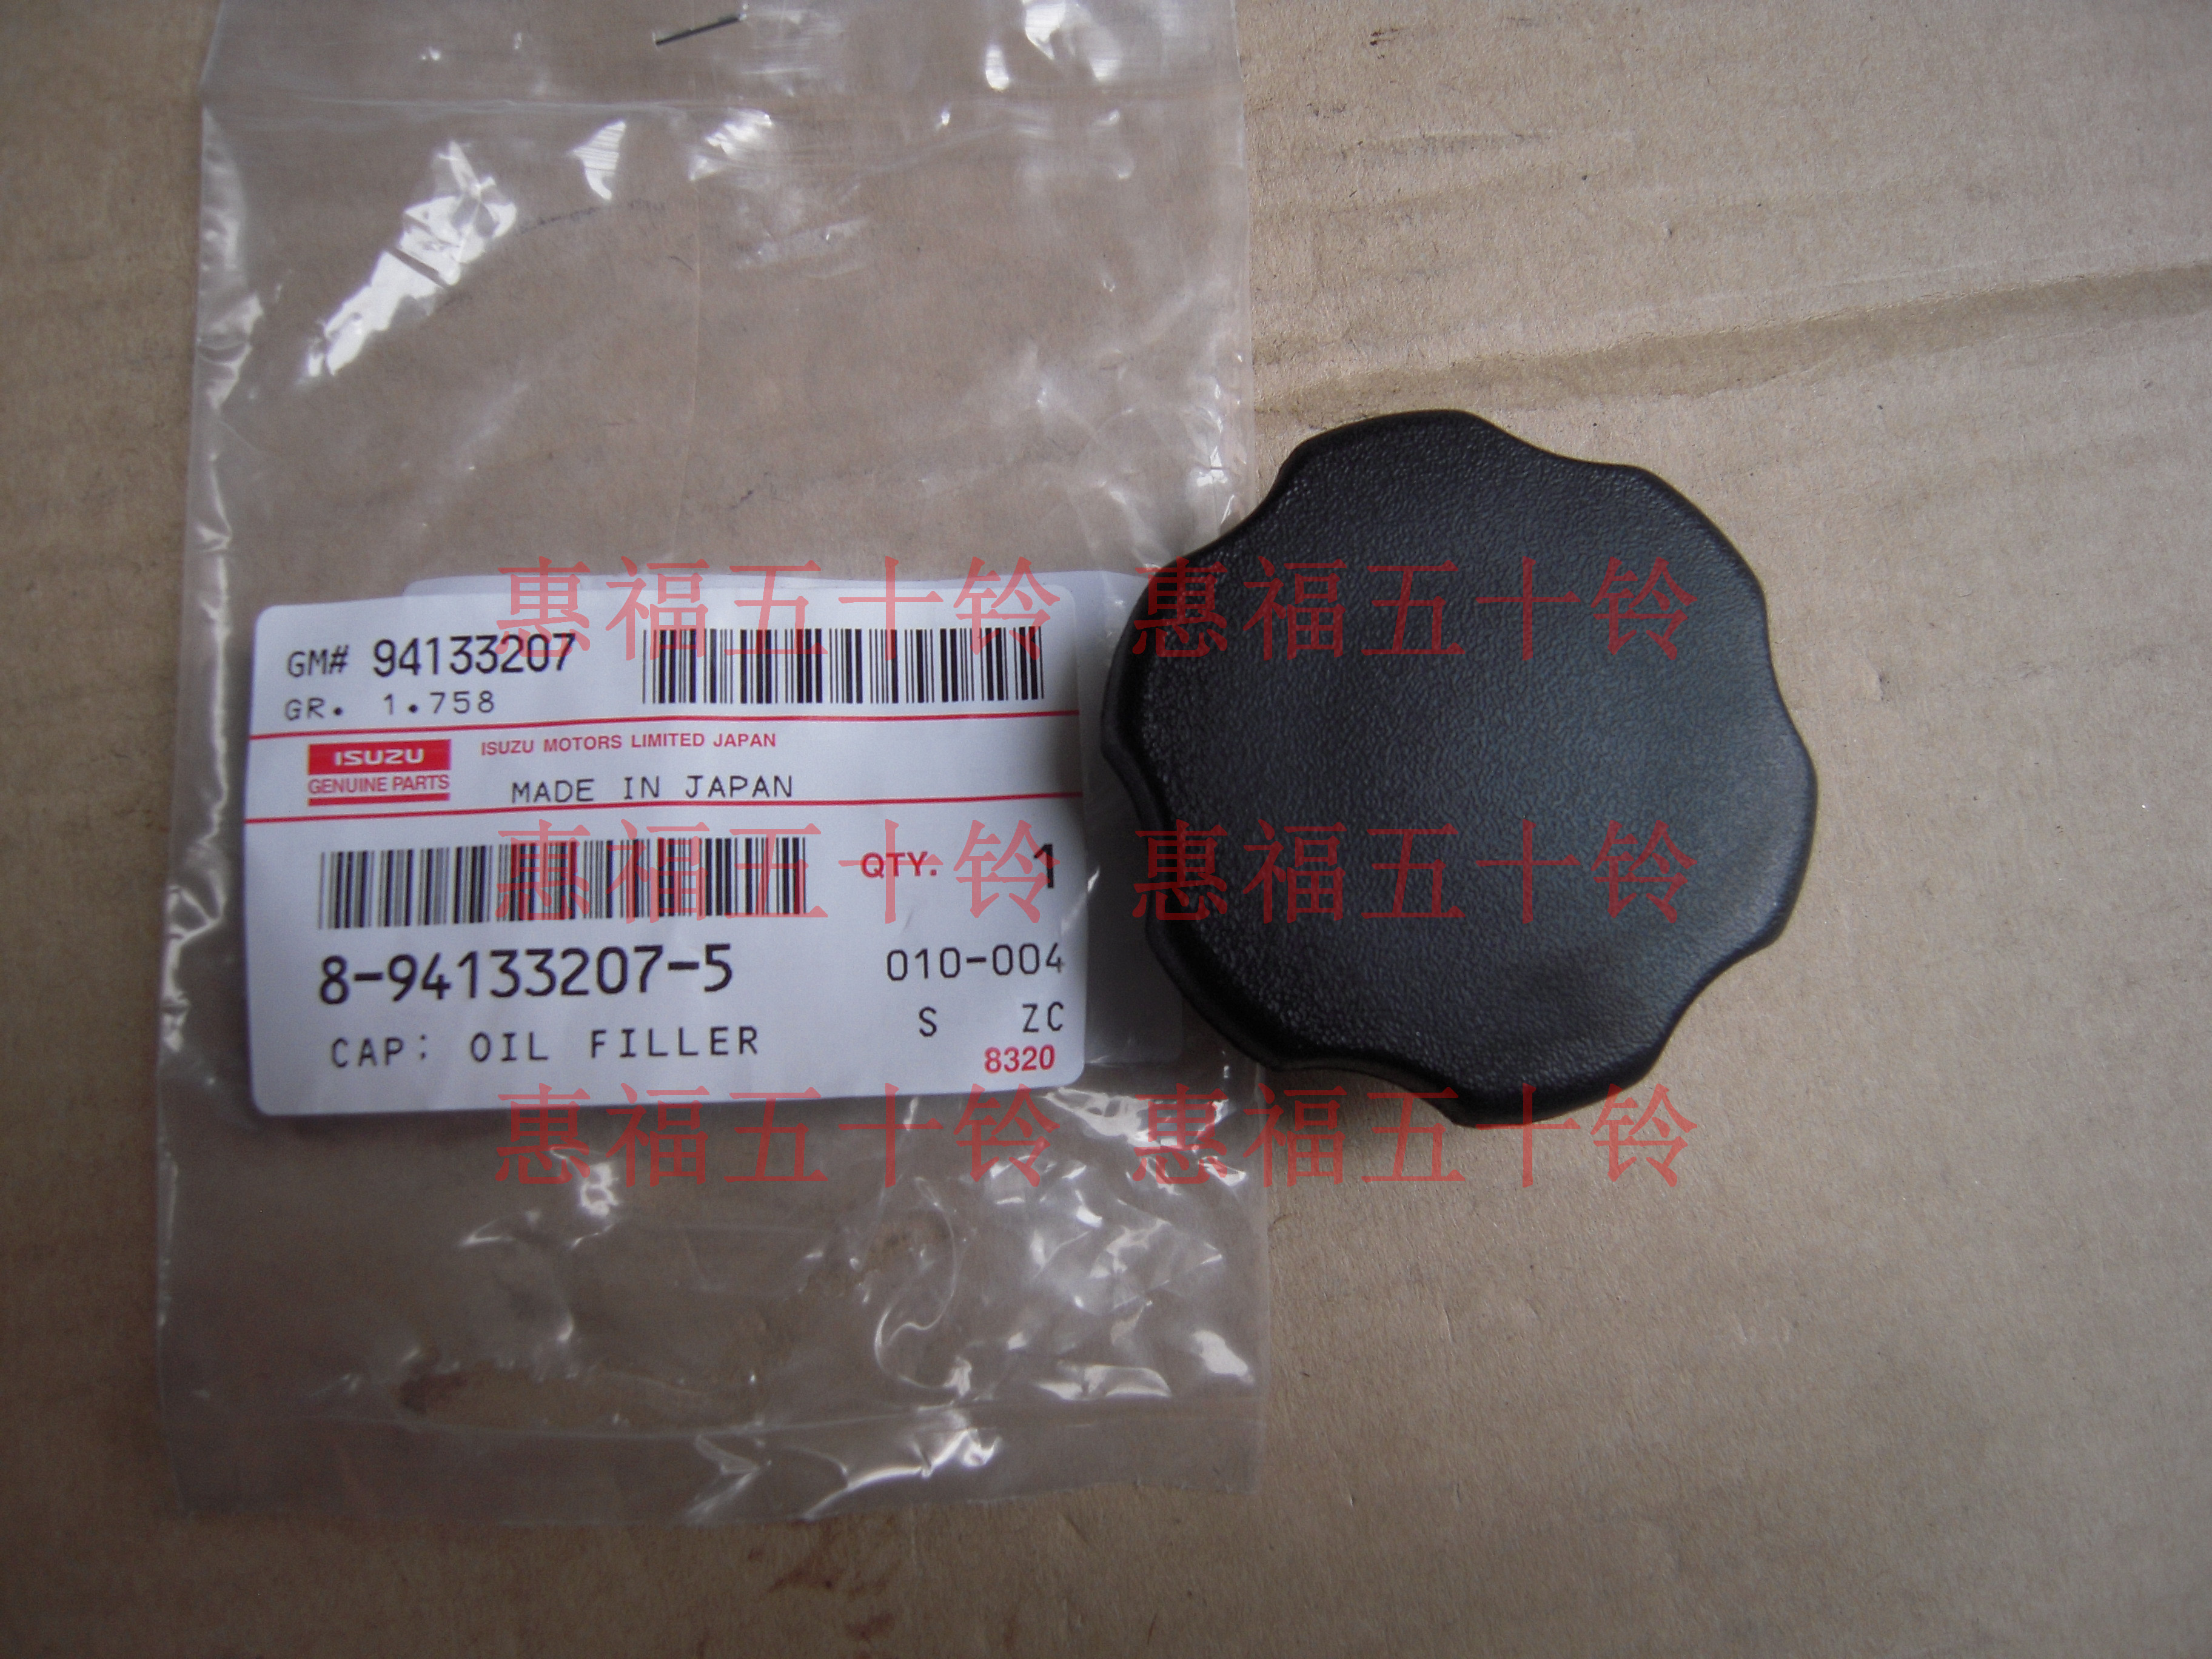 GM# 94133207
GR. 1.758
ISUZU
GENUINE PARTS
ISUZU MOTORS LIMITED JAPAN
MADE IN JAPAN
QTY. 1
8-94133207-5
010-004
CAP; OIL FILLER
S ZC
8320
惠福五十铃 惠福五十铃
惠福五十铃 惠福五十铃
惠福五十铃 惠福五十铃